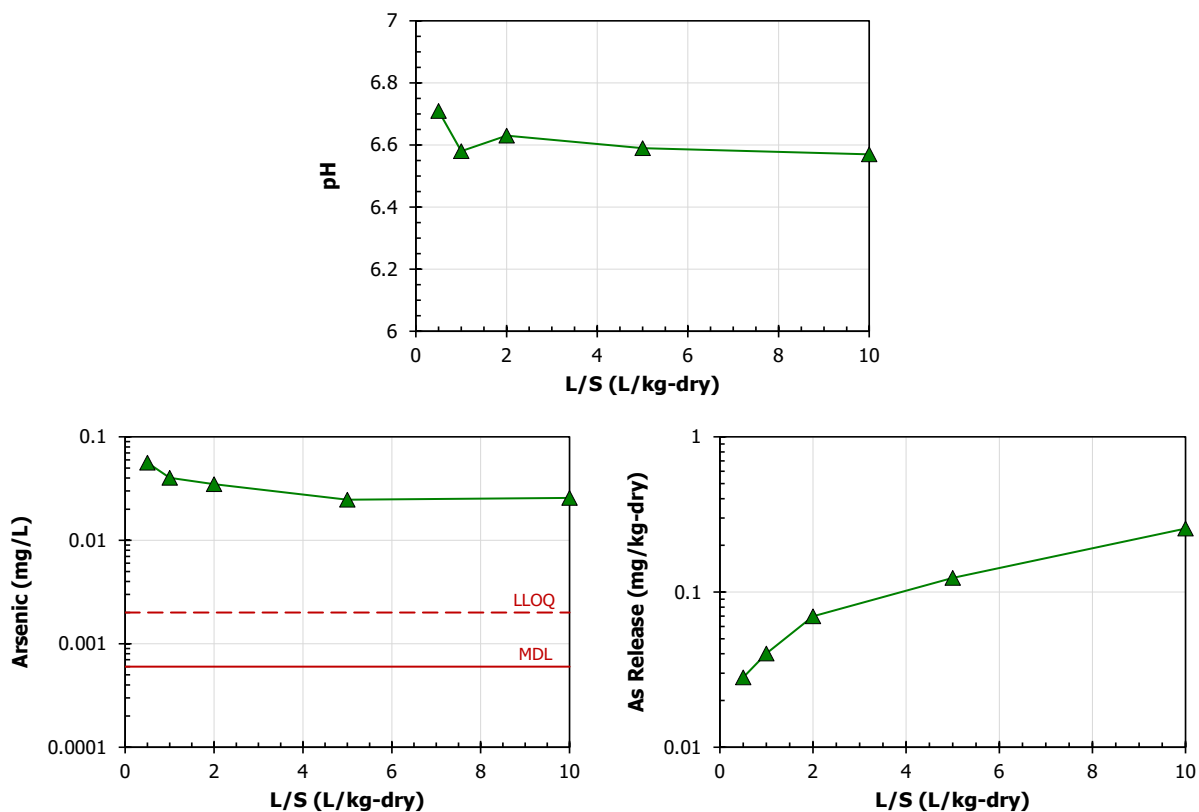 7
6.8
6.6
6.4
6.2
6
pH
0 2 4 6 8 10
L/S (L/kg-dry)
0.1
0.01
0.001
0.0001
Arsenic (mg/L)
LLOQ
MDL
0 2 4 6 8 10
L/S (L/kg-dry)
1
0.1
0.01
As Release (mg/kg-dry)
0 2 4 6 8 10
L/S (L/kg-dry)